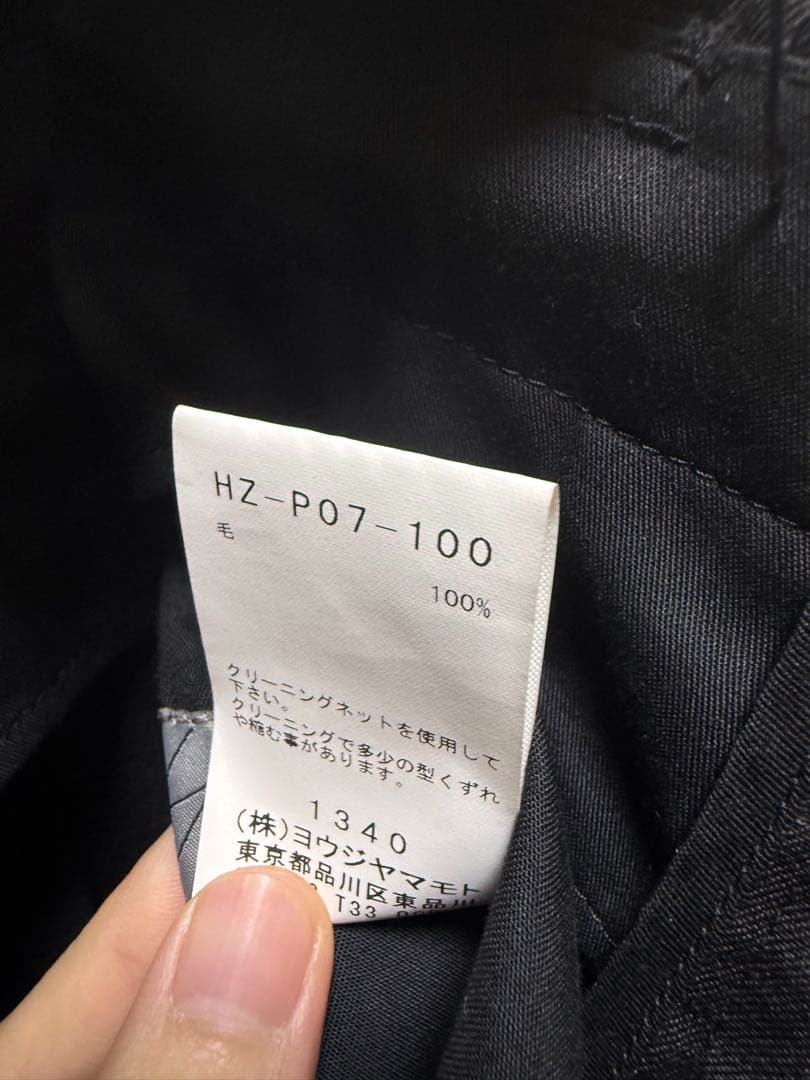 HZ-P07-100
毛
100%
クリーニングネットを使用して
下さい。
クリーニングで多少の型くずれ
や縮む事があります。
1340
(株)ヨウジヤマモト
東京都品川区東品川
T33